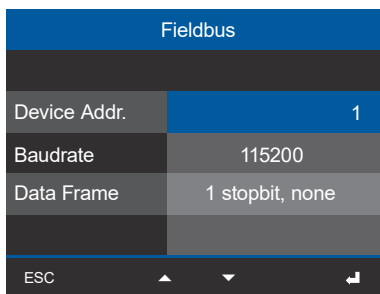 Fieldbus
Device Addr. 1
Baudrate 115200
Data Frame 1 stopbit, none
ESC